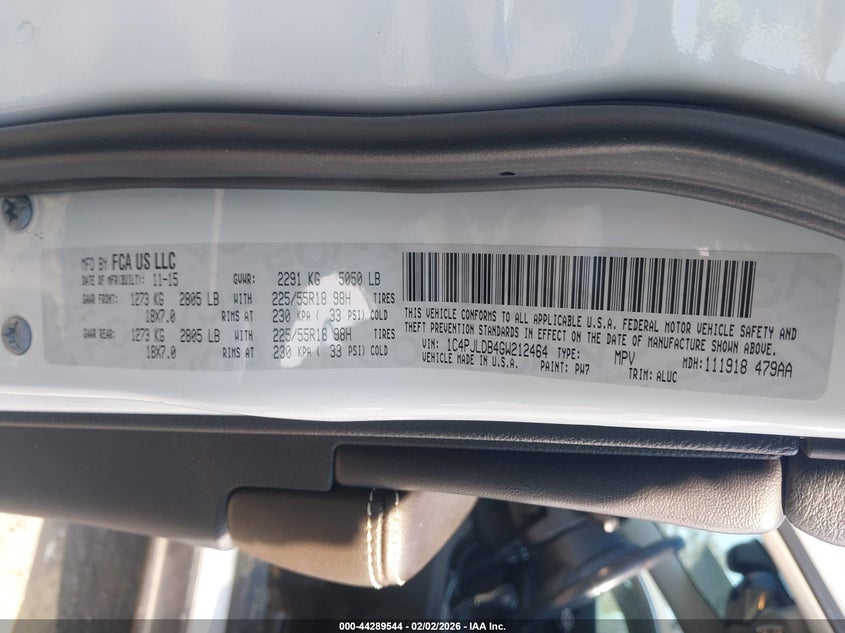 MFD BY FCA US LLC
DATE OF MFR(BUILT): 11-15 GVWR: 2291 KG 5050 LB
GAWR FRONT: 1273 KG 2805 LB WITH 225/55R18 98H TIRES
18X7.0 RIMS AT 230 KPA ( 33 PSI) COLD
GAWR REAR: 1273 KG 2805 LB WITH 225/55R18 98H TIRES
18X7.0 RIMS AT 230 KPA ( 33 PSI) COLD
THIS VEHICLE CONFORMS TO ALL APPLICABLE U.S.A. FEDERAL MOTOR VEHICLE SAFETY AND
THEFT PREVENTION STANDARDS IN EFFECT ON THE DATE OF MANUFACTURE SHOWN ABOVE.
VIN: 1C4PJLDB4GW212464 TYPE: MPV MDH:111918 479AA
VEHICLE MADE IN U.S.A. PAINT: PW7 TRIM: ALUC
000-44289544 - 02/02/2026 - IAA Inc.